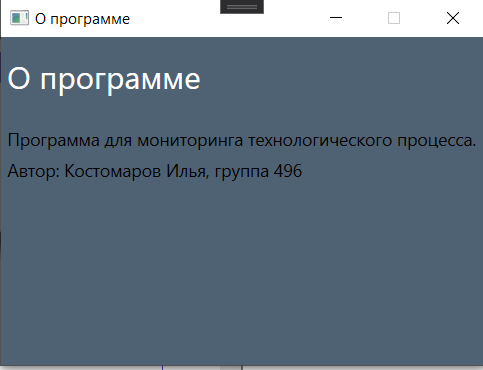 О программе
О программе
Программа для мониторинга технологического процесса.
Автор: Костомаров Илья, группа 496